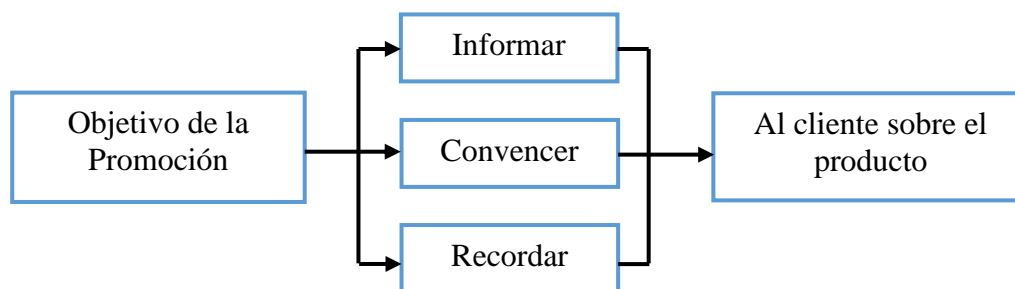 Objetivo de la
Promoción
Informar
Convencer
Recordar
Al cliente sobre el
producto